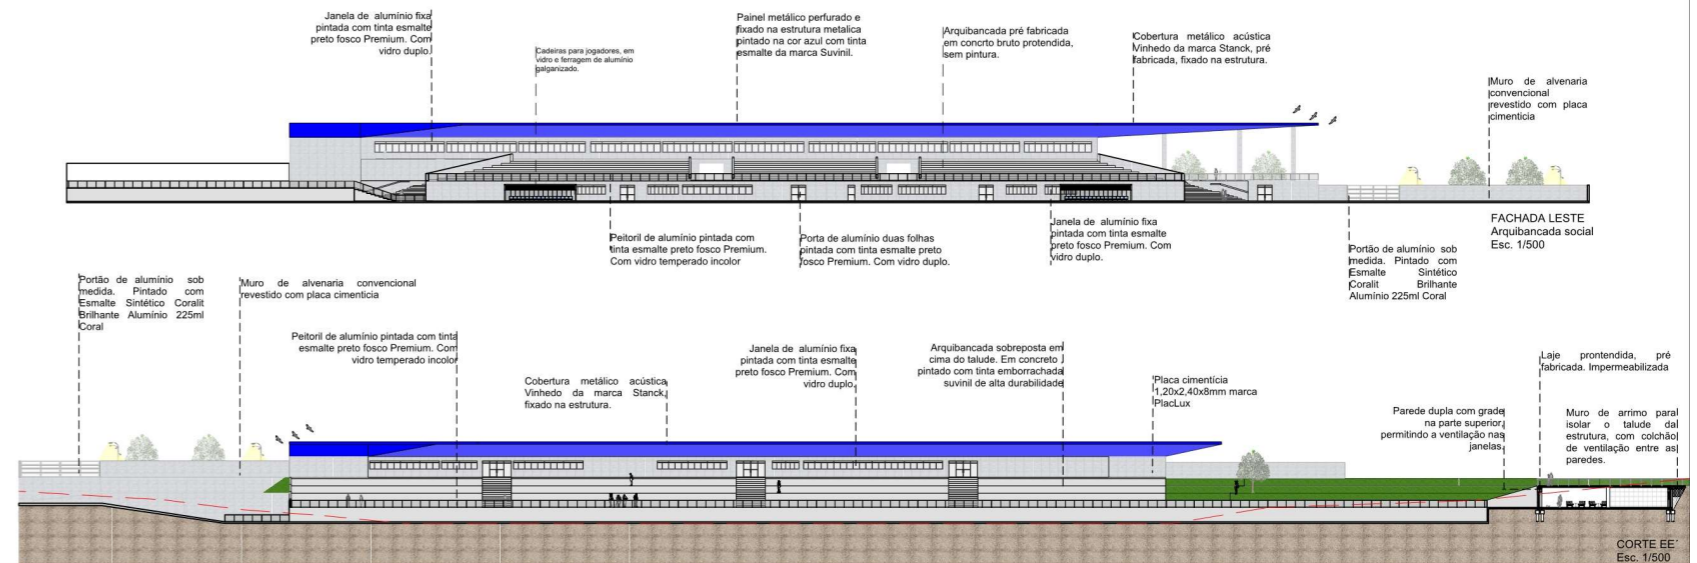 Janela de alumínio fixa
pintada com tinta esmalte
preto fosco Premium. Com
vidro duplo.
Cadeiras para jogadores, em
vidro e ferragem de alumínio
galganizado.
Painel metálico perfurado e
fixado na estrutura metalica
pintado na cor azul com tinta
esmalte da marca Suvinil.
Arquibancada pré fabricada
em concrto bruto protendida,
sem pintura.
Cobertura metálico acústica
Vinhedo da marca Stanck, pré
fabricada, fixado na estrutura.
Muro de alvenaria
convencional
revestido com placa
cimenticia
Peitoril de alumínio pintada com
tinta esmalte preto fosco Premium.
Com vidro temperado incolor
Porta de alumínio duas folhas
pintada com tinta esmalte preto
fosco Premium. Com vidro duplo.
Janela de alumínio fixa
pintada com tinta esmalte
preto fosco Premium. Com
vidro duplo.
Portão de alumínio sob
medida. Pintado com
Esmalte Sintético
Coralit Brilhante
Alumínio 225ml Coral
FACHADA LESTE
Arquibancada social
Esc. 1/500
Portão de alumínio sob
medida. Pintado com
Esmalte Sintético Coralit
Brilhante Alumínio 225ml
Coral
Muro de alvenaria convencional
revestido com placa cimenticia
Peitoril de alumínio pintada com tinta
esmalte preto fosco Premium. Com
vidro temperado incolor
Cobertura metálico acústica
Vinhedo da marca Stanck,
fixado na estrutura.
Janela de alumínio fixa
pintada com tinta esmalte
preto fosco Premium. Com
vidro duplo.
Arquibancada sobreposta em
cima do talude. Em concreto
pintado com tinta emborrachada
suvinil de alta durabilidade
Placa cimentícia
1,20x2,40x8mm marca
PlacLux
Parede dupla com grade
na parte superior,
permitindo a ventilação nas
janelas.
Laje prontendida, pré
fabricada. Impermeabilizada
Muro de arrimo para
isolar o talude da
estrutura, com colchão
de ventilação entre as
paredes.
CORTE EE'
Esc. 1/500